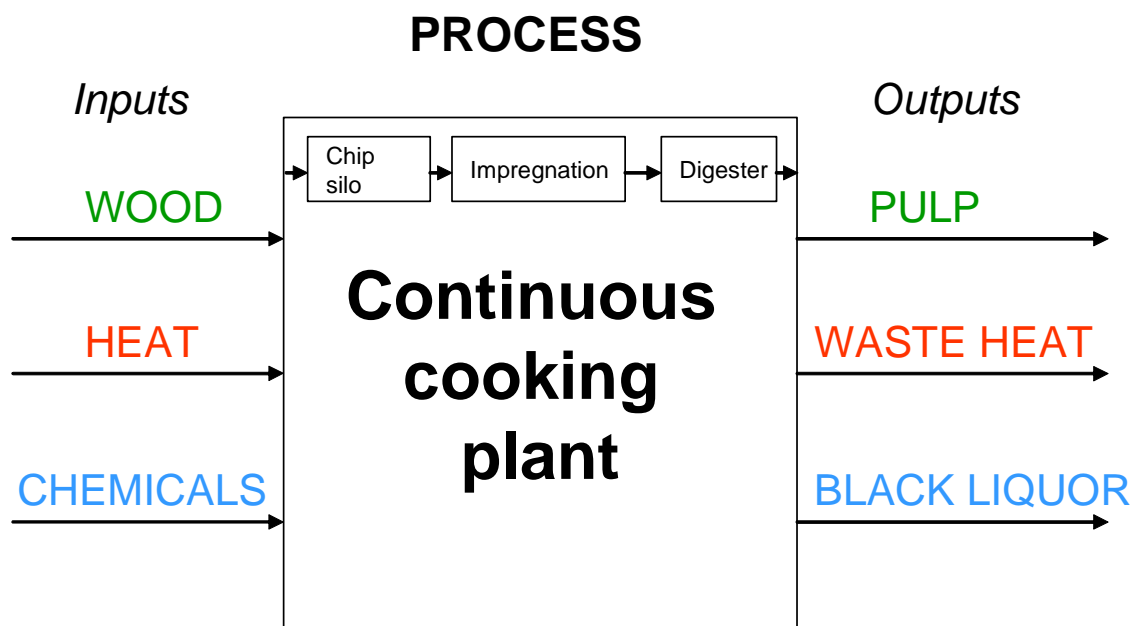 PROCESS
Inputs
Outputs
Chip
silo
Impregnation
Digester
WOOD
PULP
Continuous
cooking
plant
HEAT
WASTE HEAT
CHEMICALS
BLACK LIQUOR